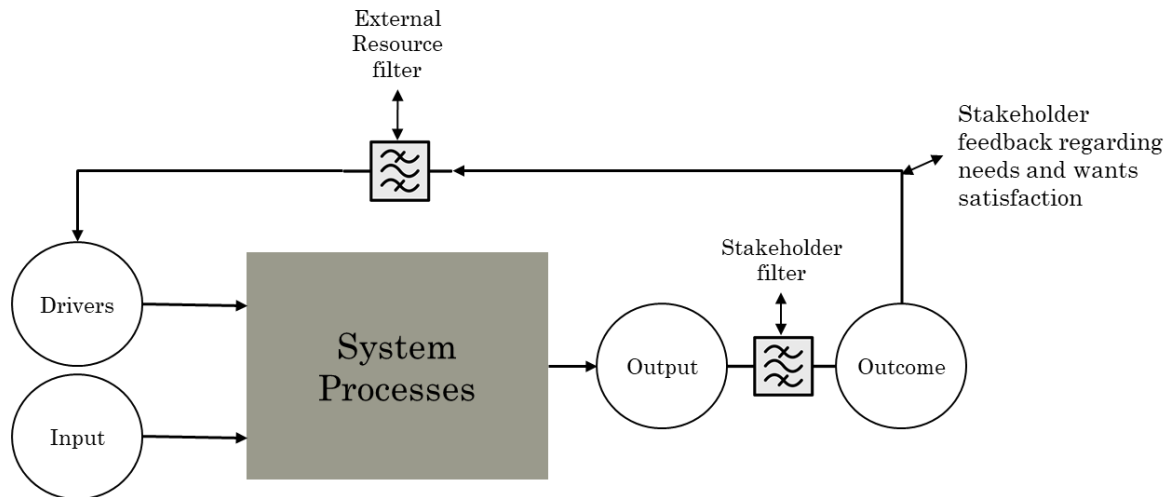 External
Resource
filter
Stakeholder
feedback regarding
needs and wants
satisfaction
Stakeholder
filter
Drivers
System
Processes
Output
Outcome
Input